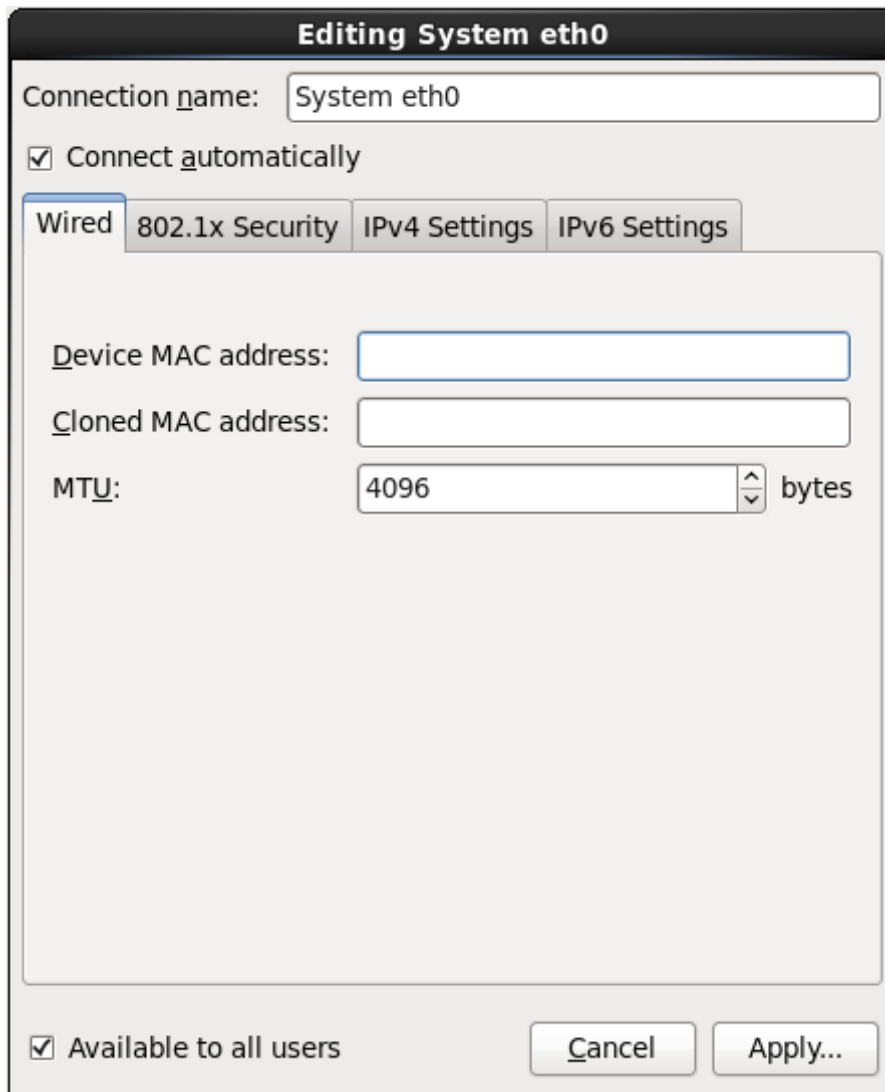 Editing System eth0
Connection name: System eth0
Connect automatically
Wired 802.1x Security IPv4 Settings IPv6 Settings
Device MAC address:
Cloned MAC address:
MTU: 4096 bytes
Available to all users Cancel Apply...